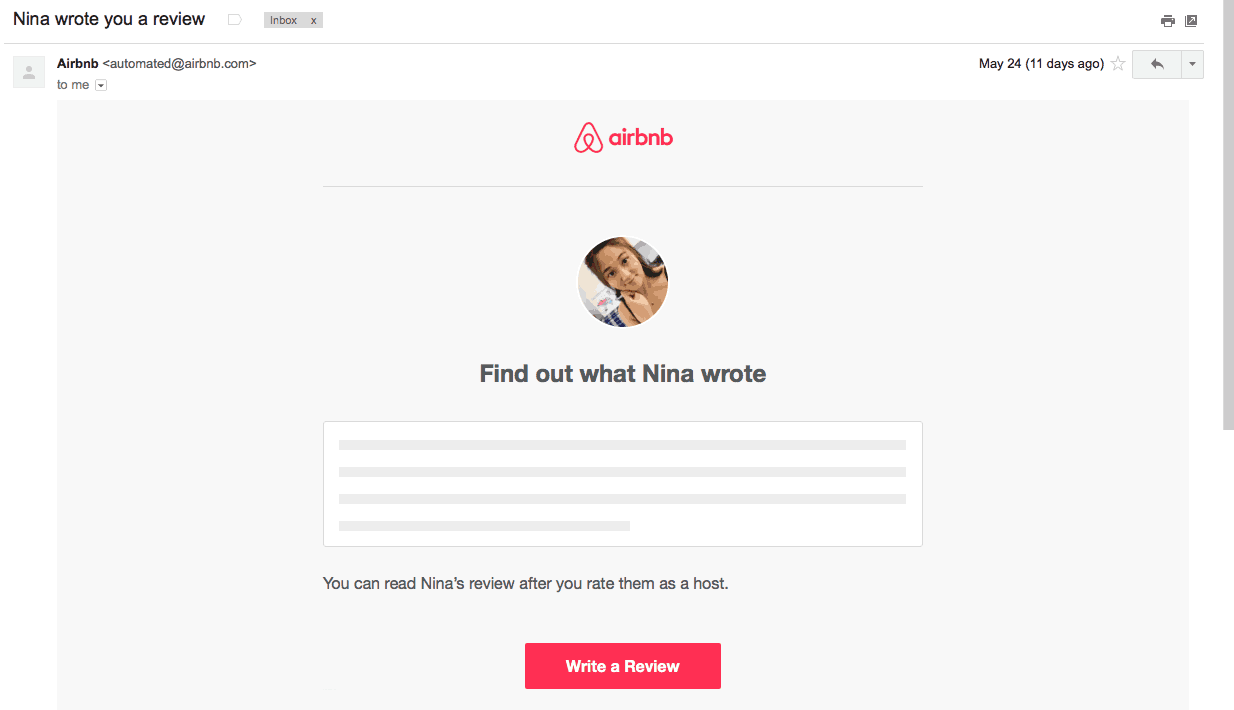 Nina wrote you a review
Inbox x
Airbnb <automated@airbnb.com>
May 24 (11 days ago)
to me
airbnb
Find out what Nina wrote
You can read Nina’s review after you rate them as a host.
Write a Review